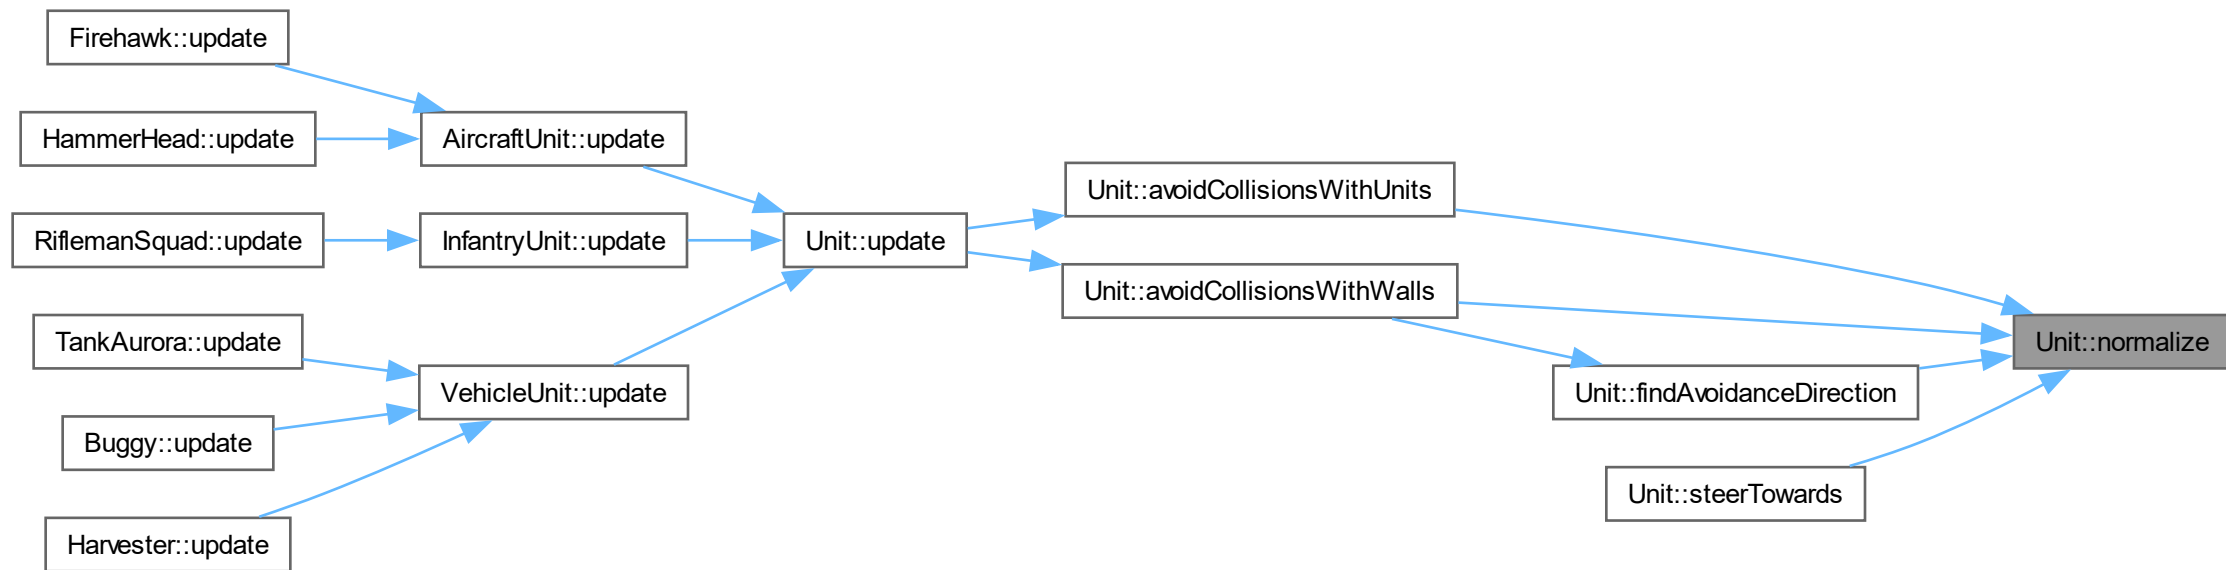 Firehawk::update
HammerHead::update
AircraftUnit::update
RiflemanSquad::update
InfantryUnit::update
TankAurora::update
VehicleUnit::update
Buggy::update
Harvester::update
Unit::update
Unit::avoidCollisionsWithUnits
Unit::avoidCollisionsWithWalls
Unit::findAvoidanceDirection
Unit::steerTowards
Unit::normalize